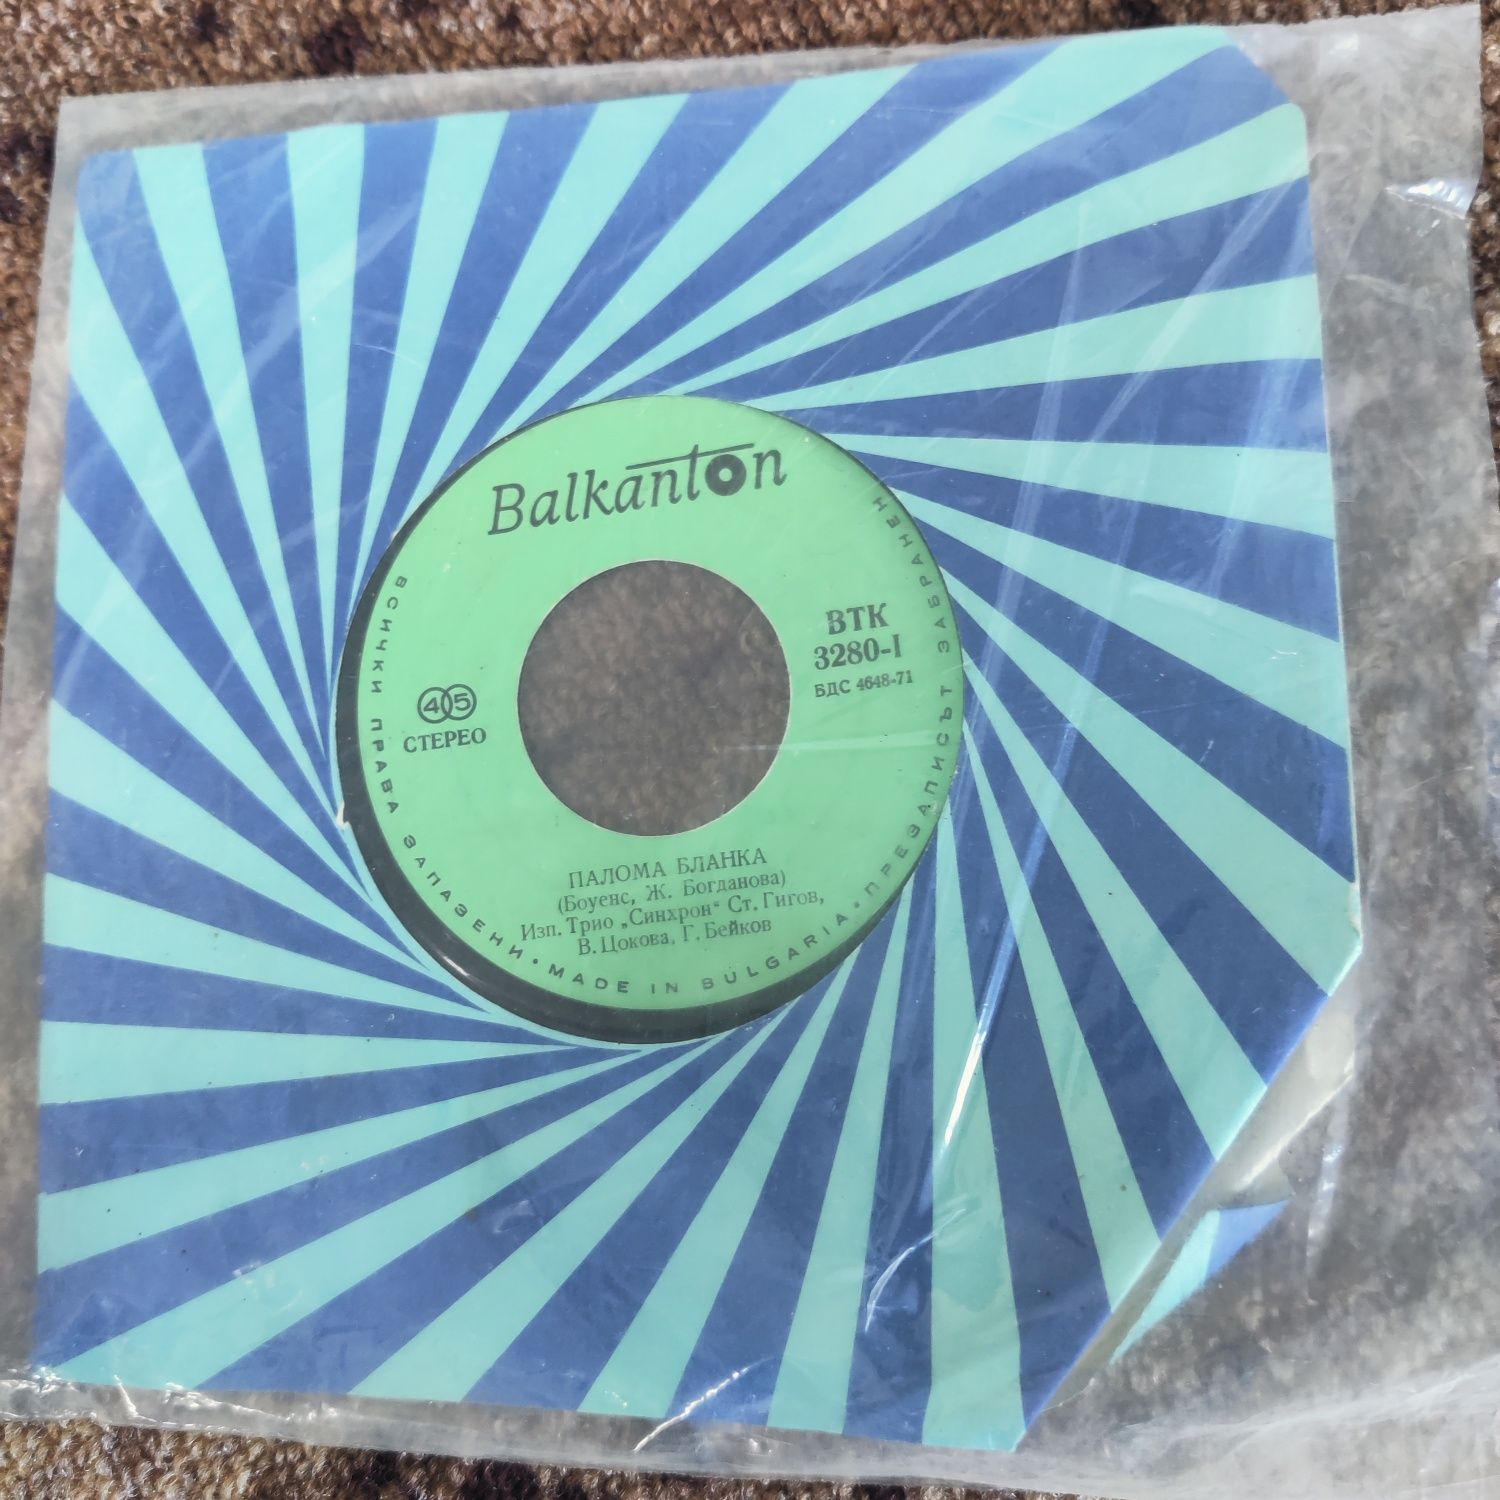 Balkanton
ВТК
3280-I
БДС 4648-71
45
СТЕРЕО
ПАЛОМА БЛАНКА
(Боуенс, Ж. Богданова)
Изп. Трио „Синхрон“ Ст. Гигов,
В. Цокова, Г. Бейков
ВСИЧКИ ПРАВА ЗАПАЗЕНИ • MADE IN BULGARIA • ПРЕЗАПИСЪТ ЗАБРАНЕН